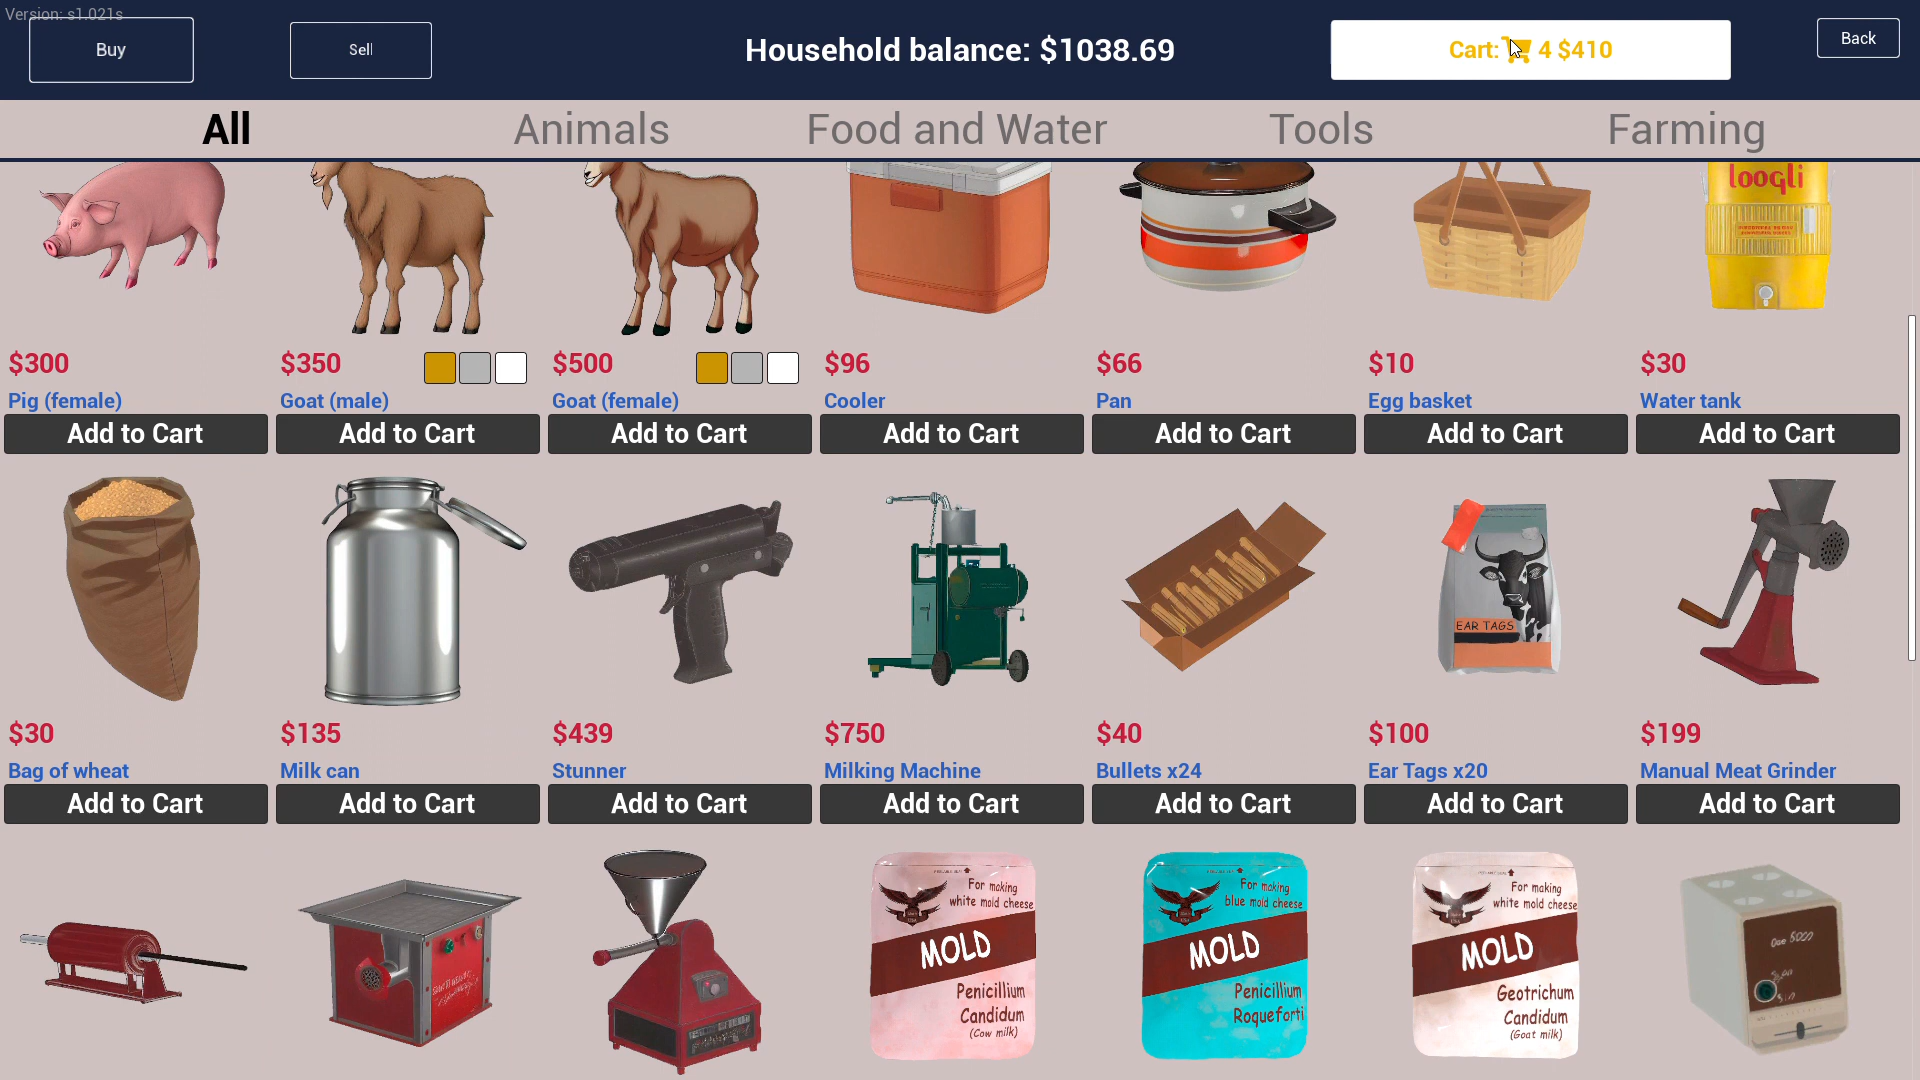 Version: s1.021s
Buy
Sell
Household balance: $1038.69
Cart: 4 $410
Back
All
Animals
Food and Water
Tools
Farming
looqli
$300
$350
$500
$96
$66
$10
$30
Pig (female)
Goat (male)
Goat (female)
Cooler
Pan
Egg basket
Water tank
Add to Cart
Add to Cart
Add to Cart
Add to Cart
Add to Cart
Add to Cart
Add to Cart
EAR TAGS
$30
$135
$439
$750
$40
$100
$199
Bag of wheat
Milk can
Stunner
Milking Machine
Bullets x24
Ear Tags x20
Manual Meat Grinder
Add to Cart
Add to Cart
Add to Cart
Add to Cart
Add to Cart
Add to Cart
Add to Cart
For making
white mold cheese
MOLD
Penicillium
Candidum
(Cow milk)
For making
blue mold cheese
MOLD
Penicillium
Roqueforti
For making
white mold cheese
MOLD
Geotrichum
Candidum
(Goat milk)